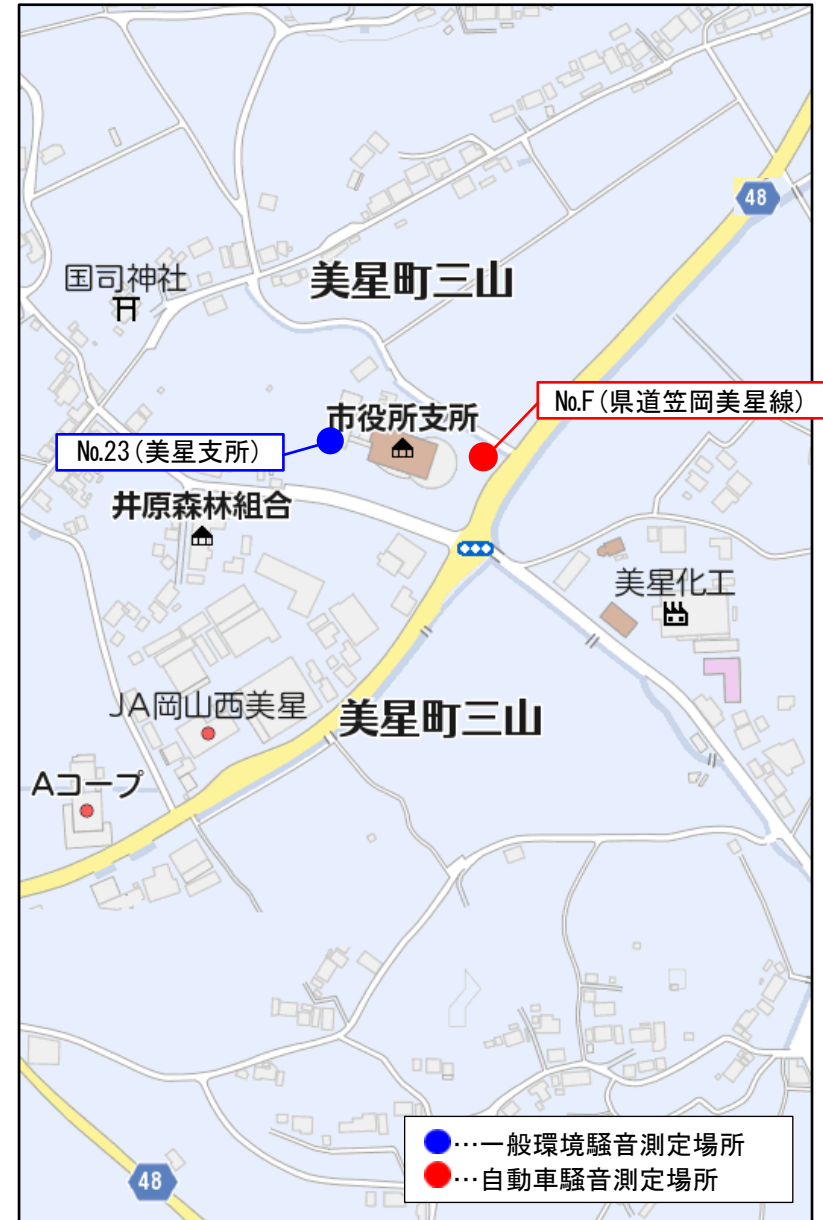 48
国司神社
美星町三山
No.F(県道笠岡美星線)
市役所支所
No.23(美星支所)
井原森林組合
美星化工
JA岡山西美星
美星町三山
Aコープ
●…一般環境騒音測定場所
●…自動車騒音測定場所
48